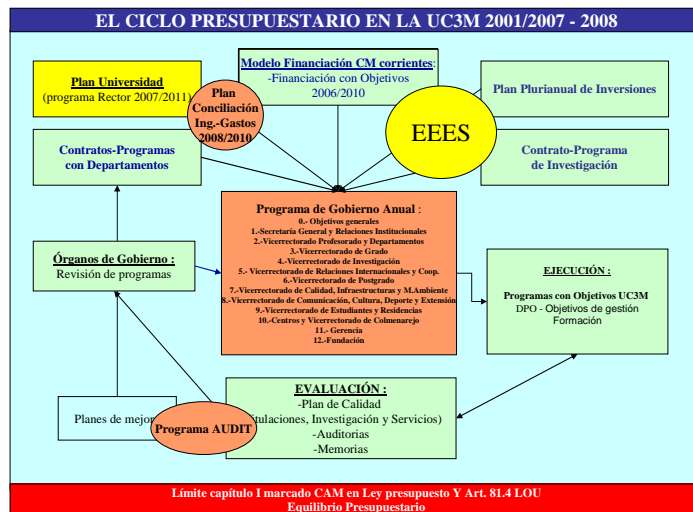 EL CICLO PRESUPUESTARIO EN LA UC3M 2001/2007 - 2008
Plan Universidad
(programa Rector 2007/2011)
Plan
Conciliación
Ing.-Gastos
2008/2010
Modelo Financiación CM corrientes:
-Financiación con Objetivos
2006/2010
EEES
Plan Plurianual de Inversiones
Contratos-Programas
con Departamentos
Contrato-Programa
de Investigación
Programa de Gobierno Anual :
0.- Objetivos generales
1.-Secretaría General y Relaciones Institucionales
2.-Vicerrectorado Profesorado y Departamentos
3.-Vicerrectorado de Grado
4.-Vicerrectorado de Investigación
5.- Vicerrectorado de Relaciones Internacionales y Coop.
6.-Vicerrectorado de Postgrado
7.-Vicerrectorado de Calidad, Infraestructuras y M.Ambiente
8.-Vicerrectorado de Comunicación, Cultura, Deporte y Extensión
9.-Vicerrectorado de Estudiantes y Residencias
10.-Centros y Vicerrectorado de Colmenarejo
11.- Gerencia
12.-Fundación
Órganos de Gobierno :
Revisión de programas
EJECUCIÓN :
Programas con Objetivos UC3M
DPO - Objetivos de gestión
Formación
Planes de mejor
Programa AUDIT
EVALUACIÓN :
-Plan de Calidad
itulaciones, Investigación y Servicios)
-Auditorias
-Memorias
Límite capítulo I marcado CAM en Ley presupuesto Y Art. 81.4 LOU
Equilibrio Presupuestario